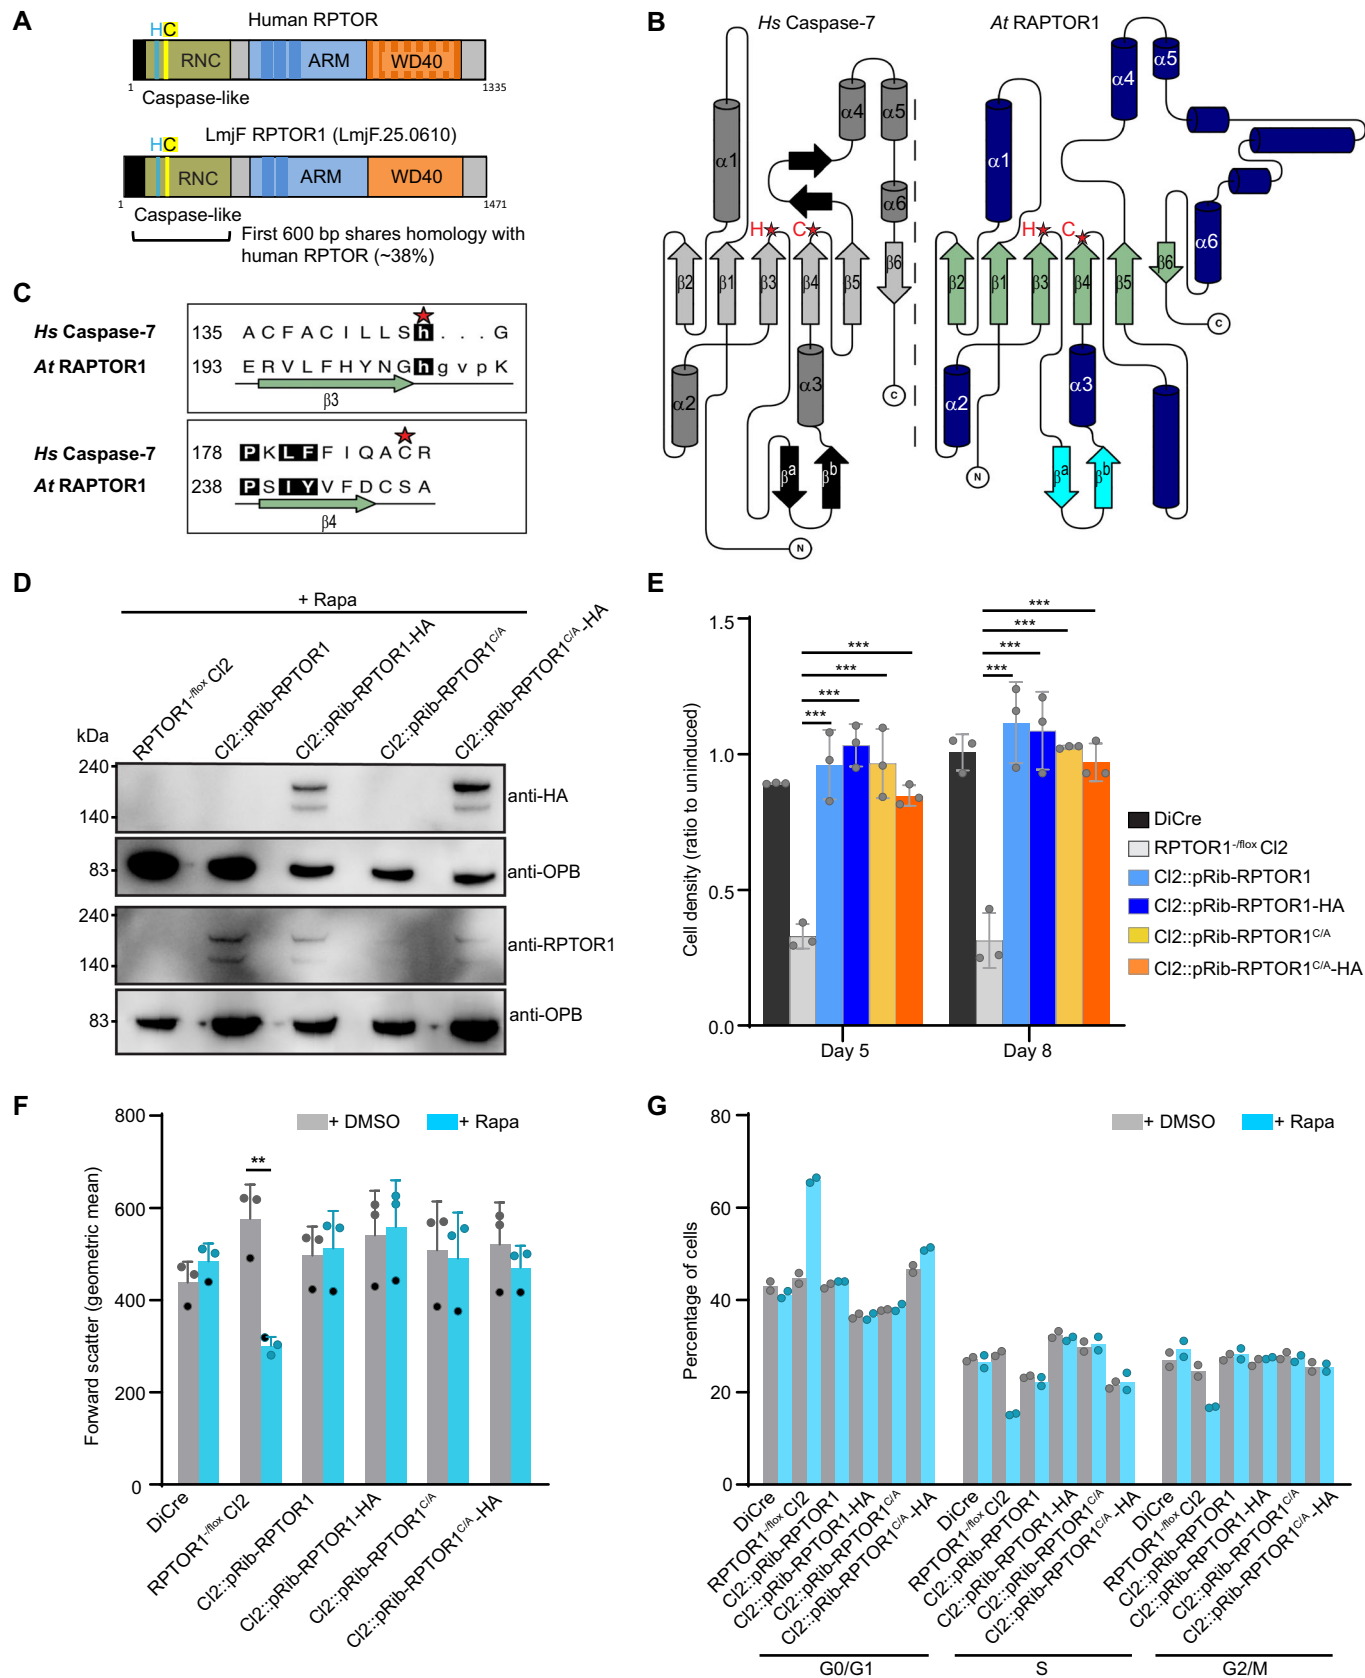 A
Human RPTOR
HC
RNC
ARM
WD40
1
1335
Caspase-like
LmjF RPTOR1 (LmjF.25.0610)
HC
RNC
ARM
WD40
1
1471
Caspase-like
First 600 bp shares homology with
human RPTOR (~38%)
B
Hs Caspase-7
At RAPTOR1
α1
α4
α5
α6
H
C
β2
β1
β3
β4
β5
β6
α2
α3
βa
βb
C
N
α1
α4
α5
α6
H
C
β2
β1
β3
β4
β5
β6
α2
α3
βa
βb
N
C
C
Hs Caspase-7 135 A C F A C I L L S h . . . G
At RAPTOR1 193 E R V L F H Y N G h g v p K
β3
Hs Caspase-7 178 P K L F F I Q A C R
At RAPTOR1 238 P S I Y V F D C S A
β4
D
+ Rapa
RPTOR1-/flox Cl2
Cl2::pRib-RPTOR1
Cl2::pRib-RPTOR1-HA
Cl2::pRib-RPTOR1C/A
Cl2::pRib-RPTOR1C/A-HA
kDa
240
140
anti-HA
83
anti-OPB
240
140
anti-RPTOR1
83
anti-OPB
E
Cell density (ratio to uninduced)
1.5
1.0
0.5
0.0
*** *** *** ***
*** *** *** ***
Day 5
Day 8
DiCre
RPTOR1-/flox Cl2
Cl2::pRib-RPTOR1
Cl2::pRib-RPTOR1-HA
Cl2::pRib-RPTOR1C/A
Cl2::pRib-RPTOR1C/A-HA
F
Forward scatter (geometric mean)
800
600
400
200
0
+ DMSO
+ Rapa
**
DiCre
RPTOR1-/flox Cl2
Cl2::pRib-RPTOR1
Cl2::pRib-RPTOR1-HA
Cl2::pRib-RPTOR1C/A
Cl2::pRib-RPTOR1C/A-HA
G
Percentage of cells
80
60
40
20
0
+ DMSO
+ Rapa
DiCre
RPTOR1-/flox Cl2
Cl2::pRib-RPTOR1
Cl2::pRib-RPTOR1-HA
Cl2::pRib-RPTOR1C/A
Cl2::pRib-RPTOR1C/A-HA
G0/G1
DiCre
RPTOR1-/flox Cl2
Cl2::pRib-RPTOR1
Cl2::pRib-RPTOR1-HA
Cl2::pRib-RPTOR1C/A
Cl2::pRib-RPTOR1C/A-HA
S
DiCre
RPTOR1-/flox Cl2
Cl2::pRib-RPTOR1
Cl2::pRib-RPTOR1-HA
Cl2::pRib-RPTOR1C/A
Cl2::pRib-RPTOR1C/A-HA
G2/M